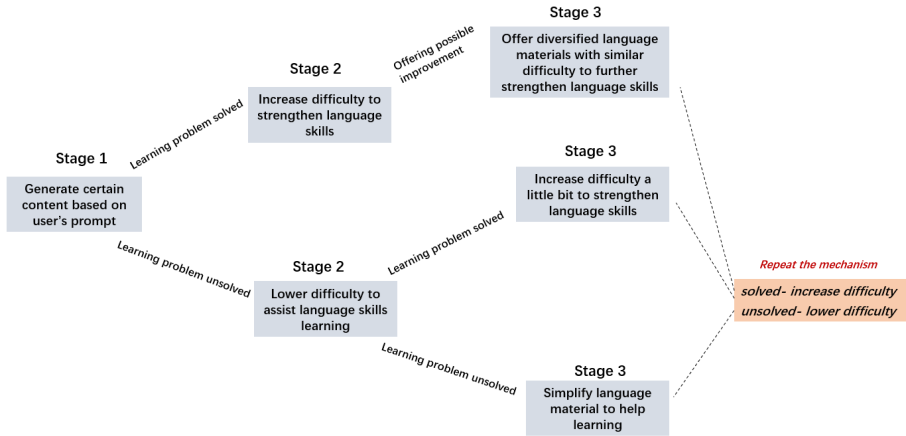 Stage 3
Offer diversified language
materials with similar
difficulty to further
strengthen language skills
Offering possible
improvement
Stage 2
Increase difficulty to
strengthen language
skills
Learning problem solved
Stage 1
Generate certain
content based on
user's prompt
Learning problem unsolved
Stage 2
Lower difficulty to
assist language skills
learning
Learning problem solved
Stage 3
Increase difficulty a
little bit to strengthen
language skills
Learning problem unsolved
Stage 3
Simplify language
material to help
learning
Repeat the mechanism
solved- increase difficulty
unsolved- lower difficulty